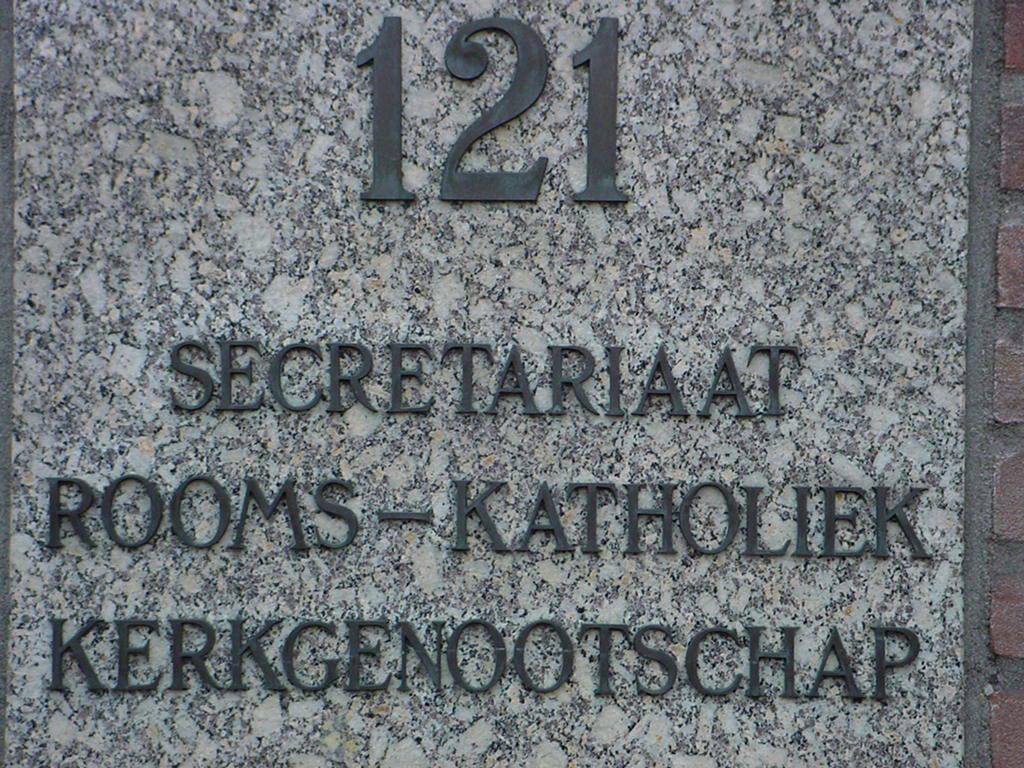 121
SECRETARIAAT
ROOMS-KATHOLIEK
KERKGENOOTSCHAP